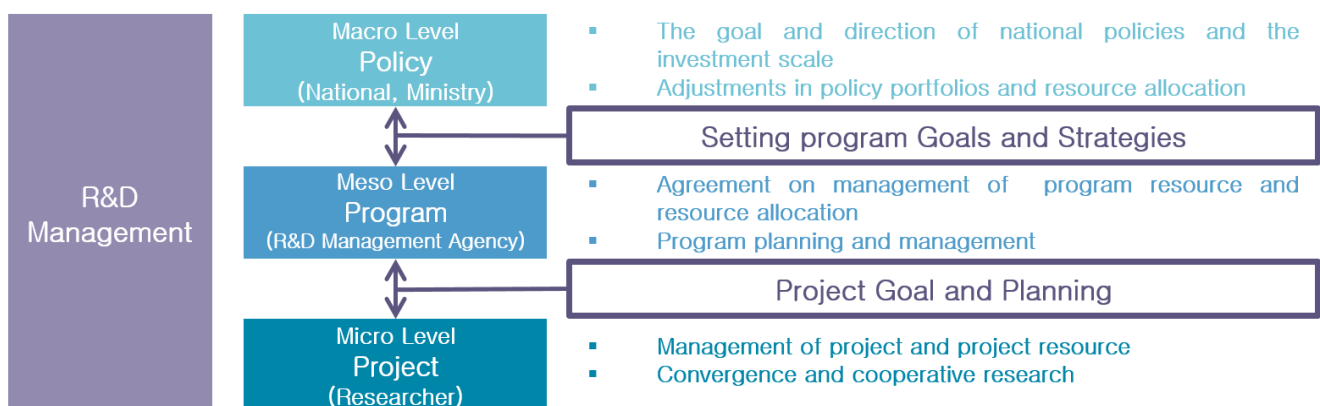 R&D
Management
Macro Level
Policy
(National, Ministry)
▪ The goal and direction of national policies and the
investment scale
▪ Adjustments in policy portfolios and resource allocation
Setting program Goals and Strategies
Meso Level
Program
(R&D Management Agency)
▪ Agreement on management of program resource and
resource allocation
▪ Program planning and management
Project Goal and Planning
Micro Level
Project
(Researcher)
▪ Management of project and project resource
▪ Convergence and cooperative research